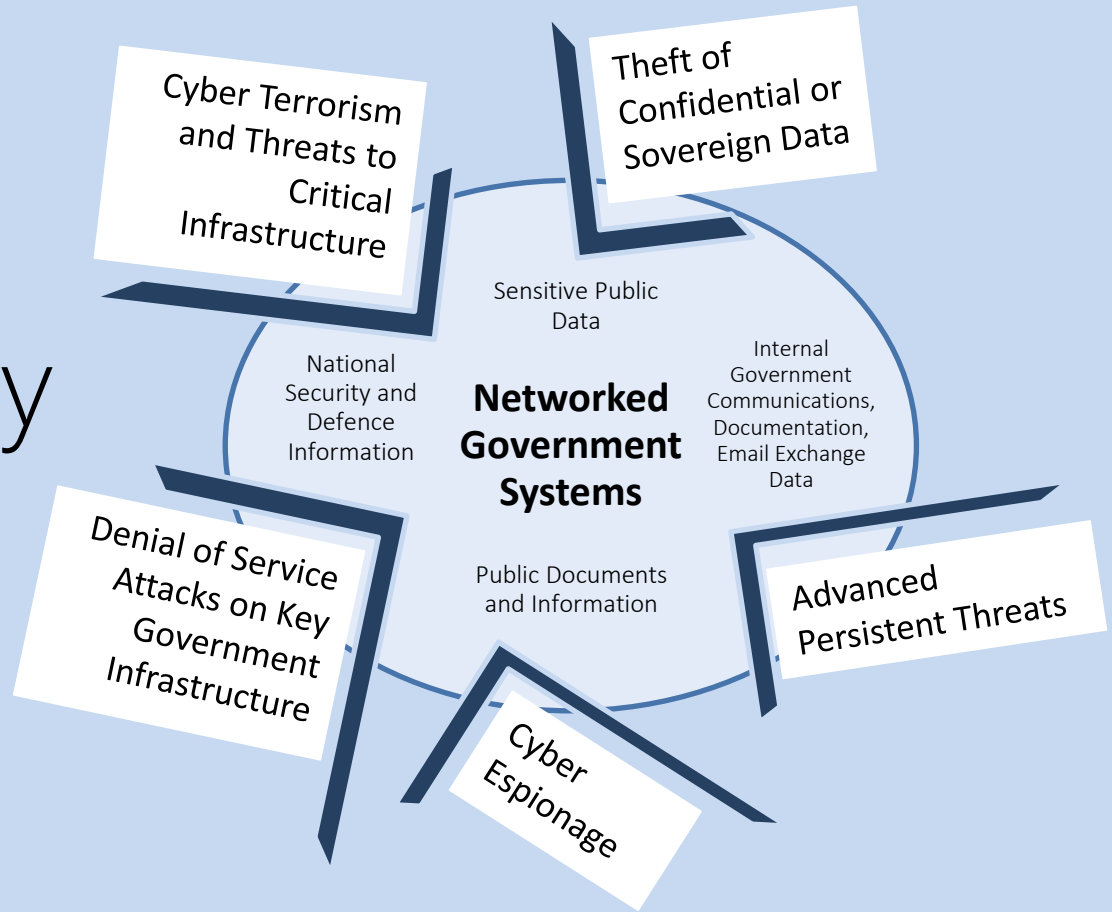 Cyber Terrorism
and Threats to
Critical
Infrastructure
Theft of
Confidential or
Sovereign Data
Sensitive Public
Data
National
Security and
Defence
Information
Networked
Government
Systems
Internal
Government
Communications,
Documentation,
Email Exchange
Data
y
Denial of Service
Attacks on Key
Government
Infrastructure
Public Documents
and Information
Advanced
Persistent Threats
Cyber
Espionage